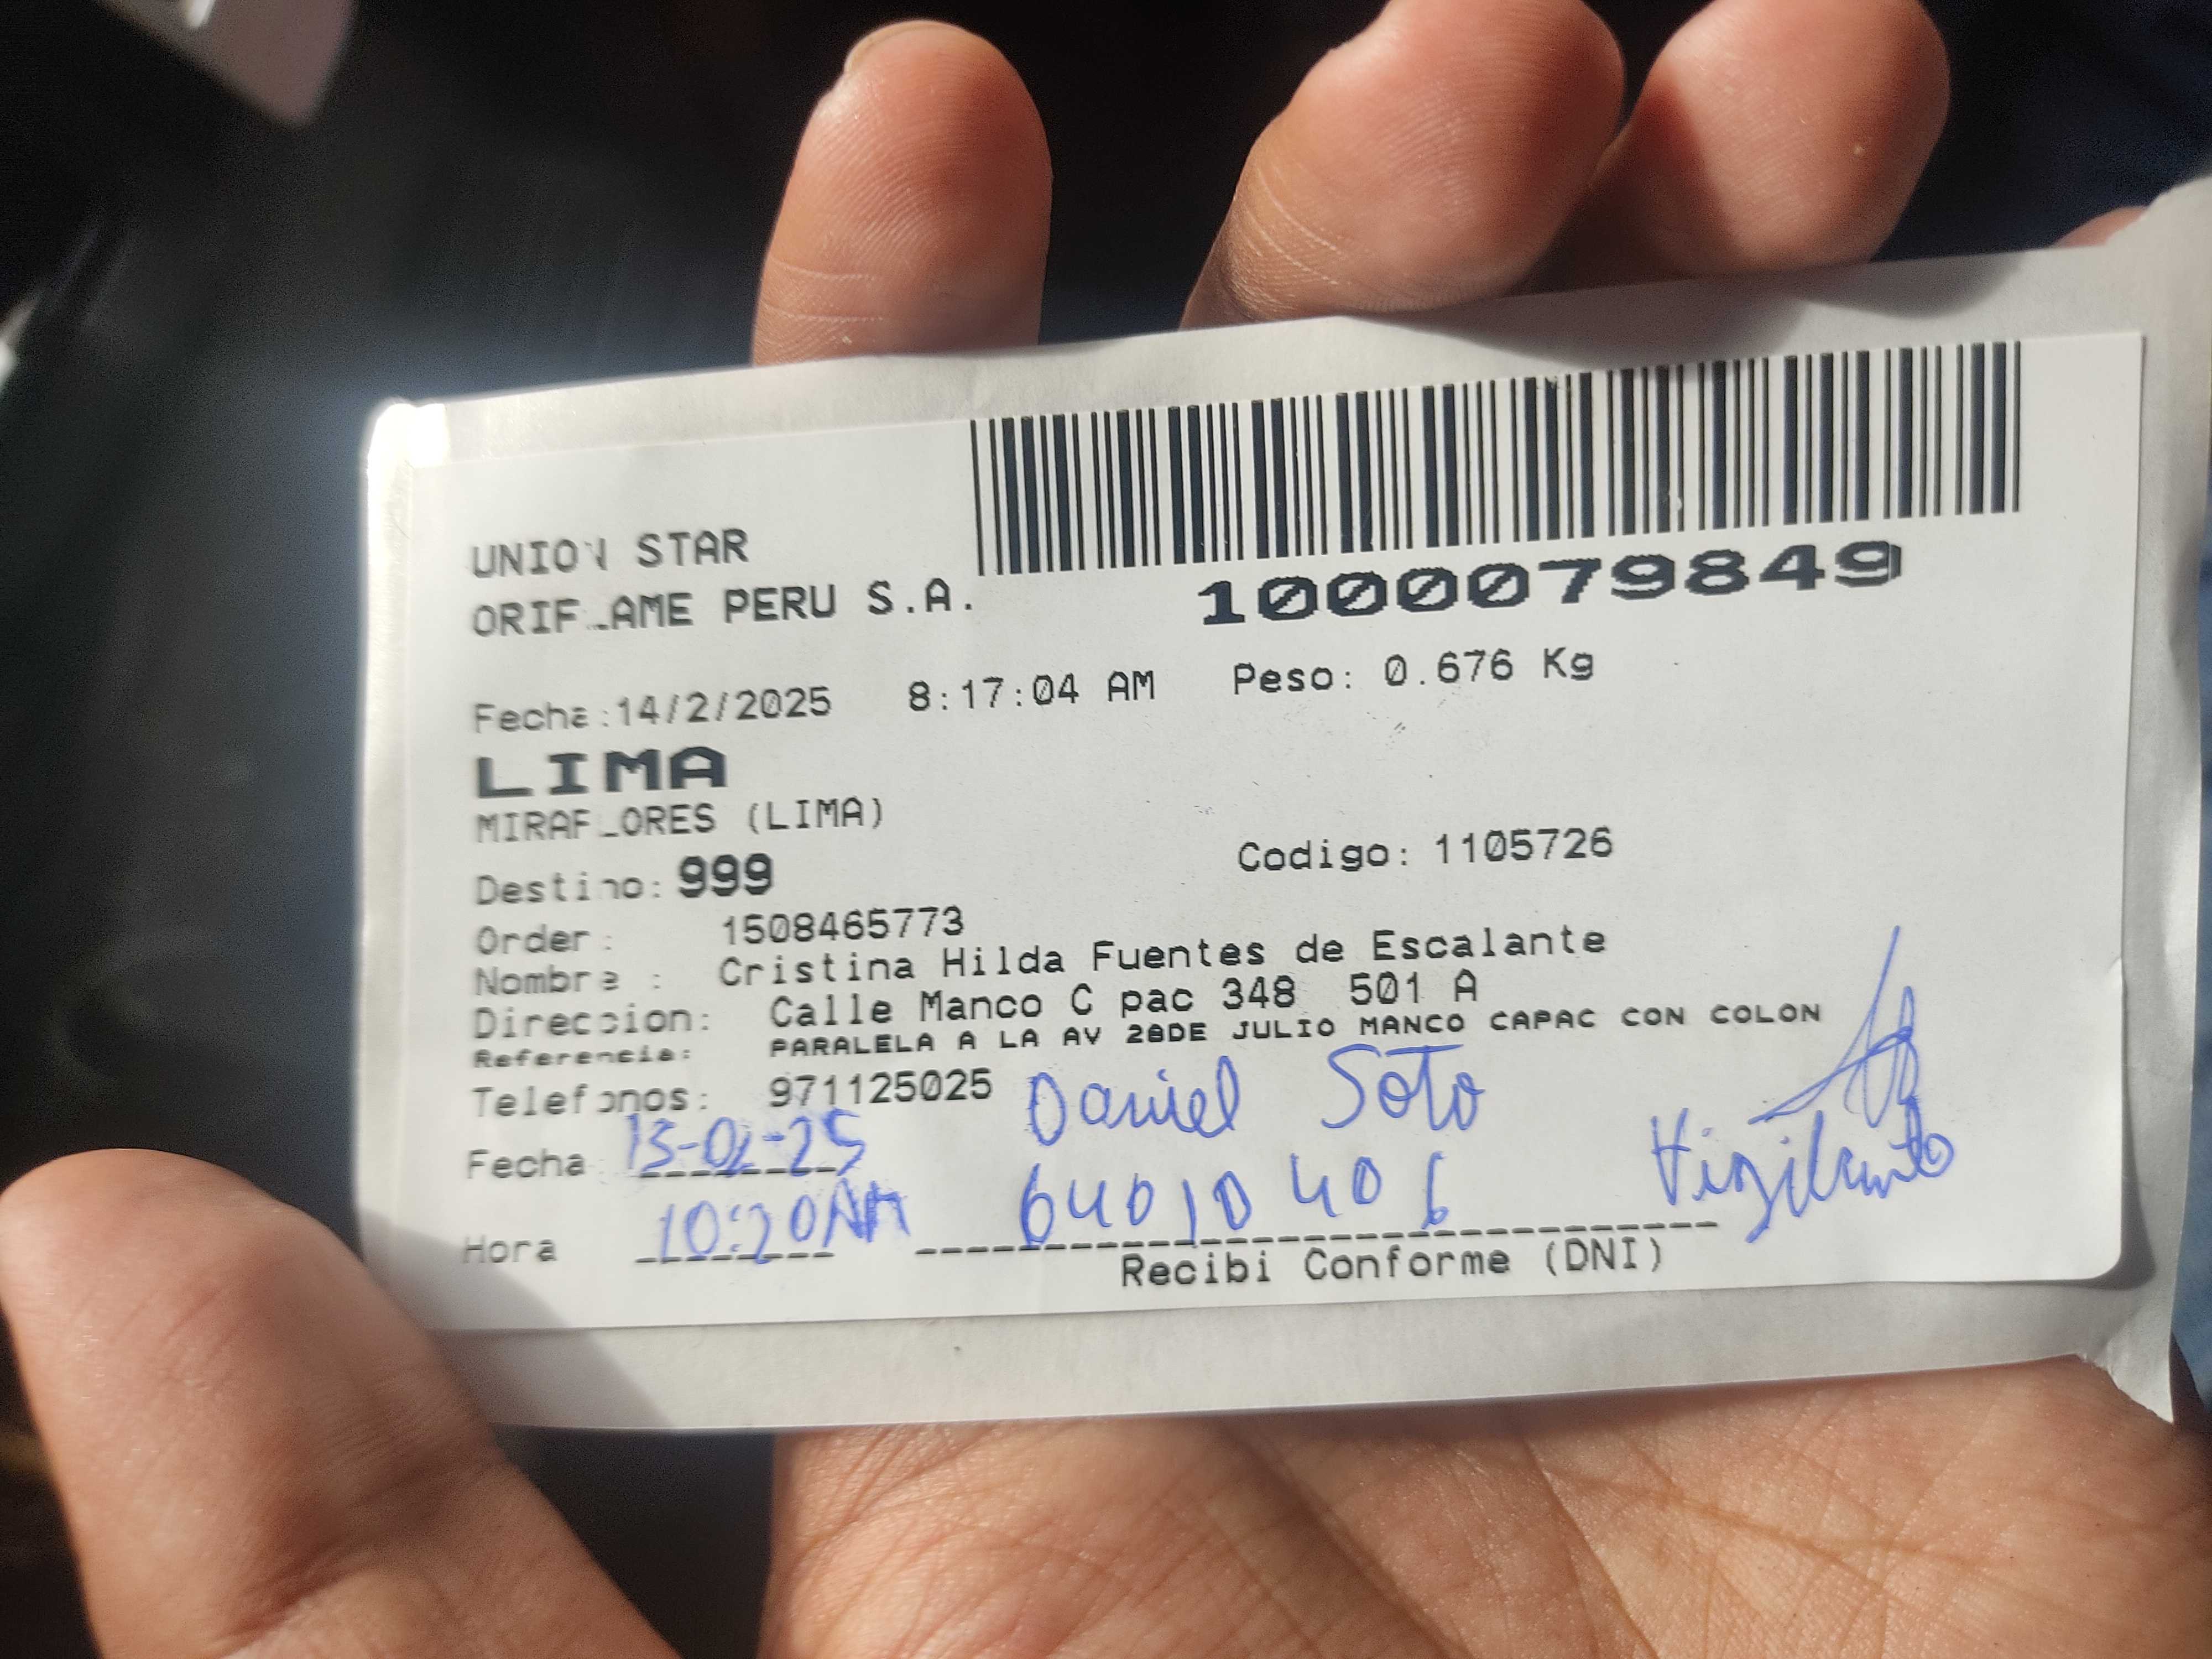 UNION STAR
ORIFLAME PERU S.A.
1000079849
Fecha:14/2/2025 8:17:04 AM Peso: 0.676 Kg
LIMA
MIRAFLORES (LIMA)
Destino: 999 Codigo: 1105726
Order: 1508465773
Nombre : Cristina Hilda Fuentes de Escalante
Direccion: Calle Manco C pac 348 501 A
Referencia: PARALELA A LA AV 28DE JULIO MANCO CAPAC CON COLON
Telefonos: 971125025 Daniel Soto
Fecha: 15-02-25 Vigilante
Hora 10:20AM 64010406
Recibi Conforme (DNI)